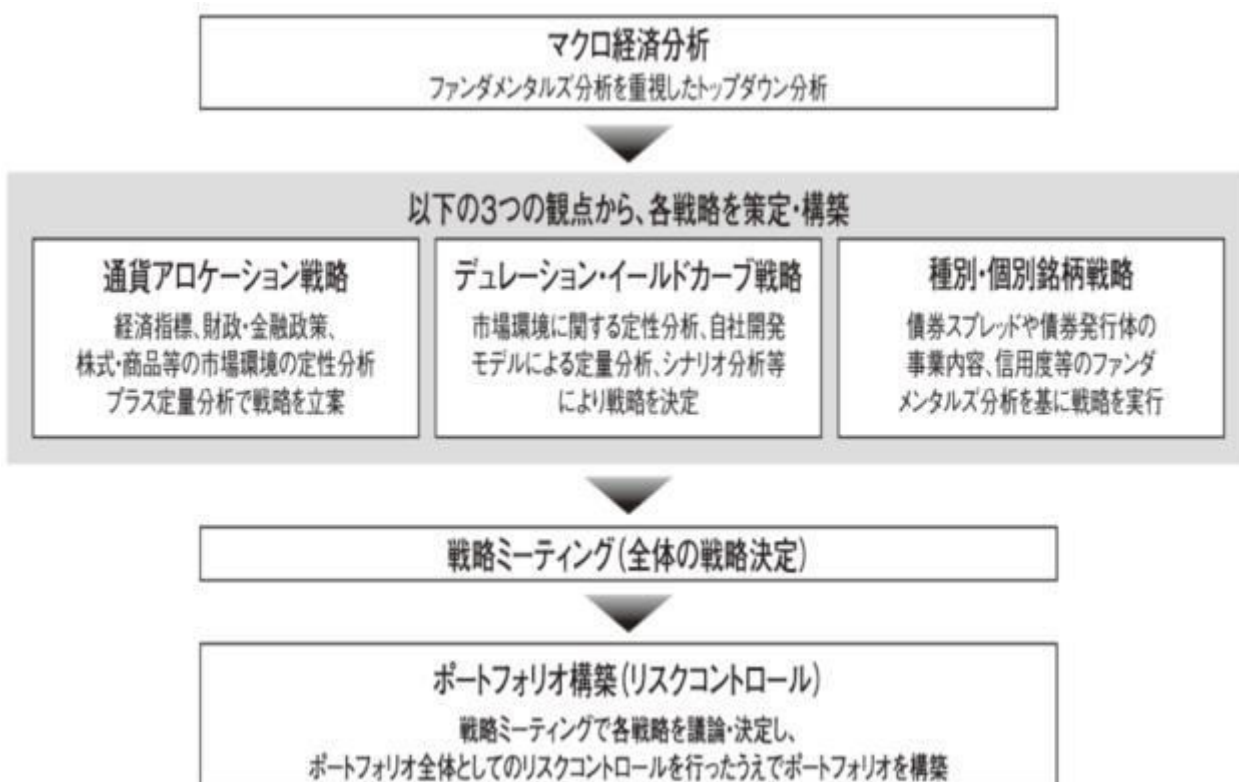 マクロ経済分析
ファンダメンタルズ分析を重視したトップダウン分析
以下の3つの観点から、各戦略を策定・構築
通貨アロケーション戦略
経済指標、財政・金融政策、
株式・商品等の市場環境の定性分析
プラス定量分析で戦略を立案
デュレーション・イールドカーブ戦略
市場環境に関する定性分析、自社開発
モデルによる定量分析、シナリオ分析等
により戦略を決定
種別・個別銘柄戦略
債券スプレッドや債券発行体の
事業内容、信用度等のファンダ
メンタルズ分析を基に戦略を実行
戦略ミーティング(全体の戦略決定)
ポートフォリオ構築(リスクコントロール)
戦略ミーティングで各戦略を議論・決定し、
ポートフォリオ全体としてのリスクコントロールを行ったうえでポートフォリオを構築